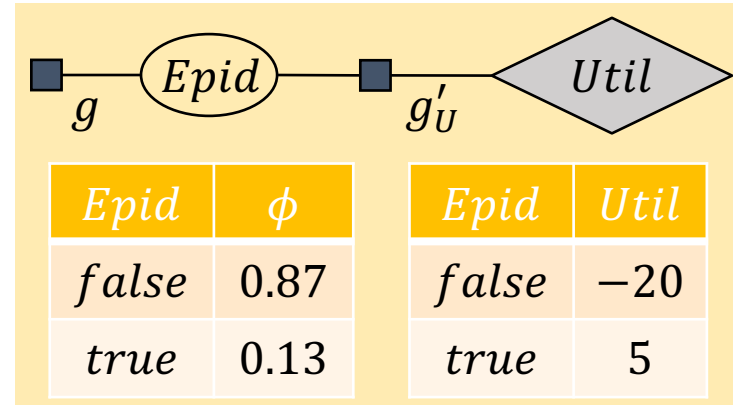 Epid Util
g g′_U
Epid ϕ Epid Util
false 0.87 false −20
true 0.13 true 5